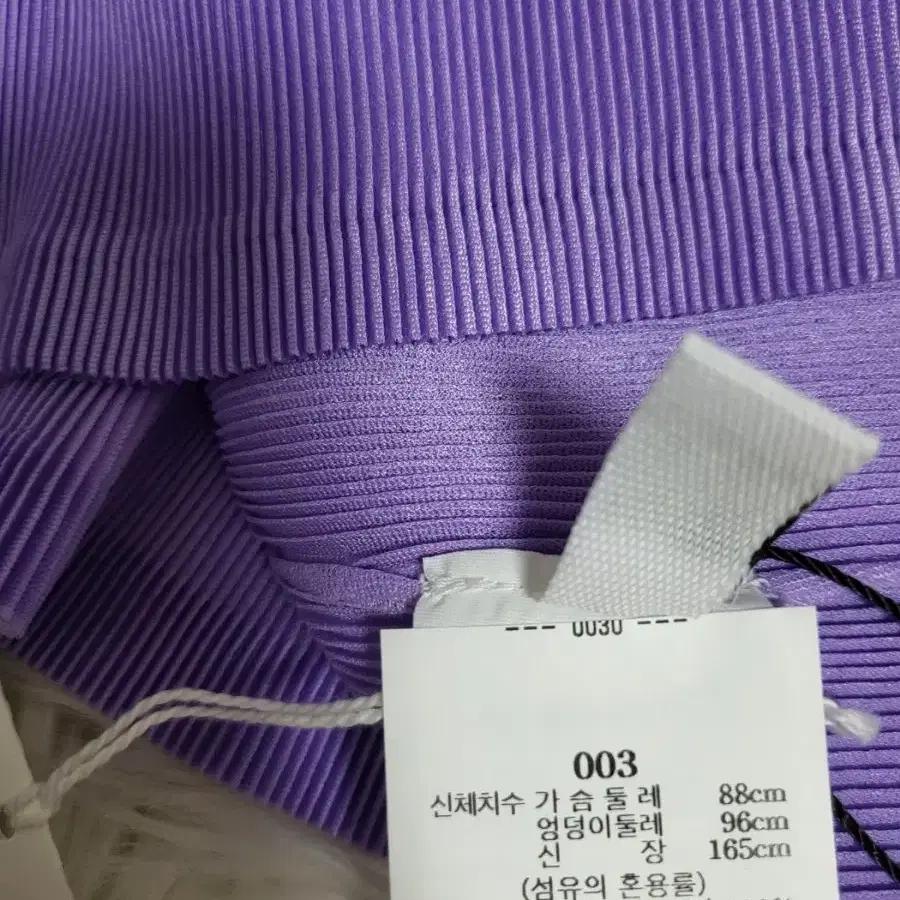 --- 0030 ---
003
신체치수 가 슴 둘 레 88cm
엉덩이둘레 96cm
신 장 165cm
(섬유의 혼용률)